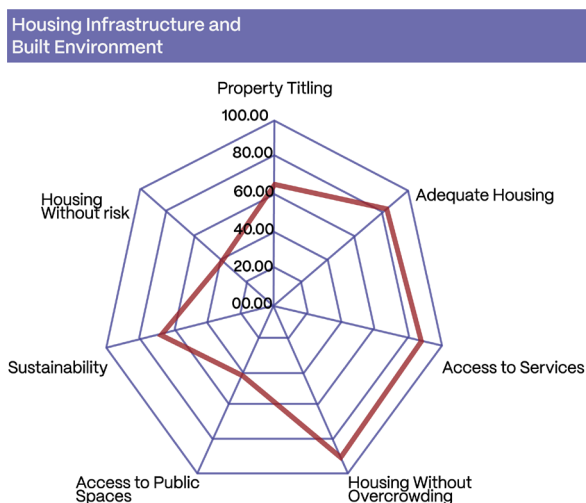 Housing Infrastructure and
Built Environment
Property Titling
100.00
80.00
60.00
40.00
20.00
00.00
Adequate Housing
Access to Services
Housing Without
Overcrowding
Access to Public
Spaces
Sustainability
Housing
Without risk